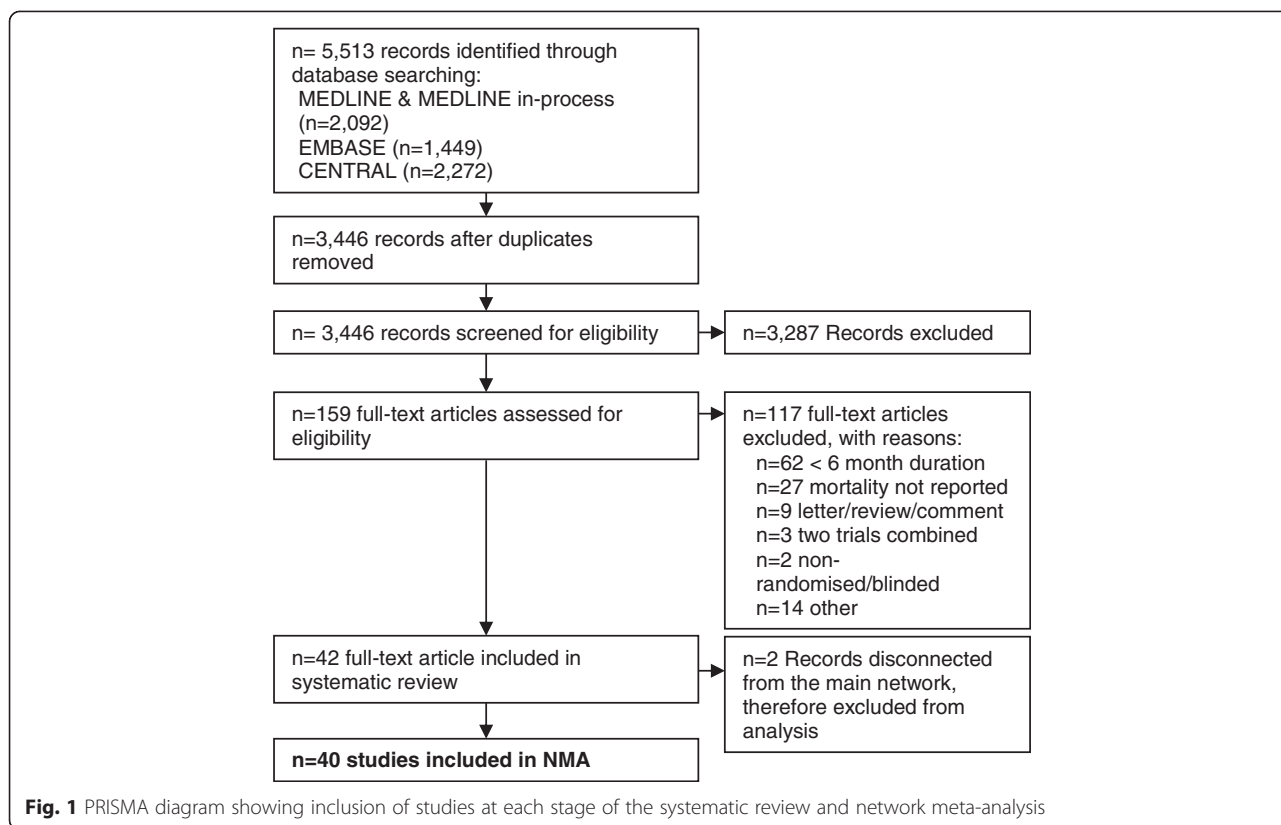 n= 5,513 records identified through
database searching:
MEDLINE & MEDLINE in-process
(n=2,092)
EMBASE (n=1,449)
CENTRAL (n=2,272)
n=3,446 records after duplicates
removed
n= 3,446 records screened for eligibility
n=3,287 Records excluded
n=159 full-text articles assessed for
eligibility
n=117 full-text articles
excluded, with reasons:
n=62 < 6 month duration
n=27 mortality not reported
n=9 letter/review/comment
n=3 two trials combined
n=2 non-
randomised/blinded
n=14 other
n=42 full-text article included in
systematic review
n=2 Records disconnected
from the main network,
therefore excluded from
analysis
n=40 studies included in NMA
Fig. 1 PRISMA diagram showing inclusion of studies at each stage of the systematic review and network meta-analysis